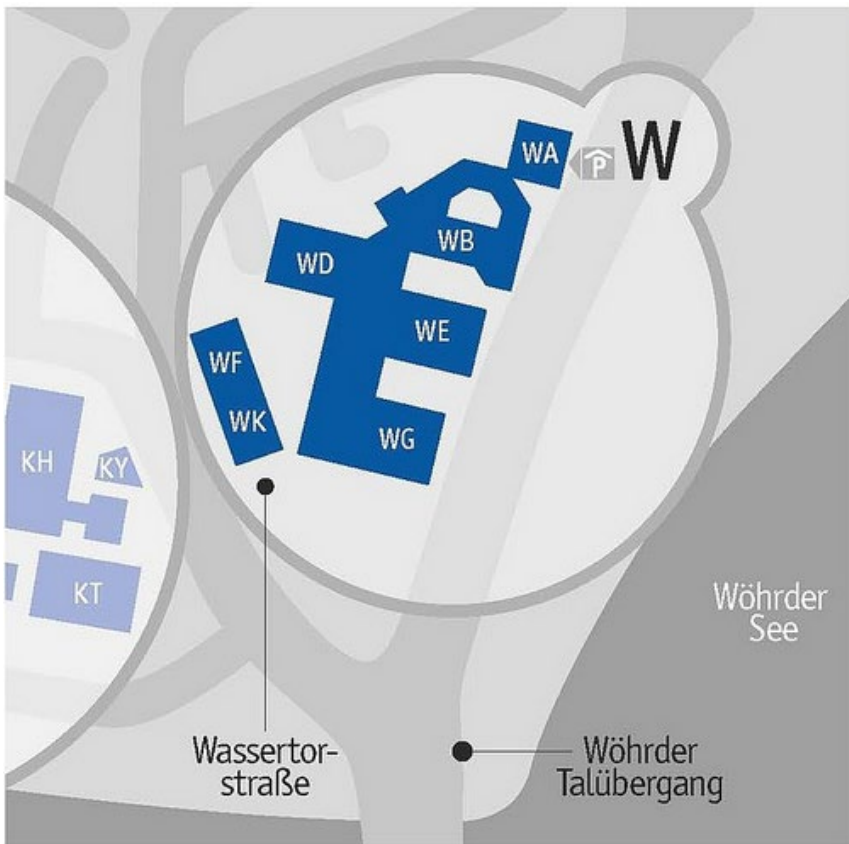 WA
P
W
WB
WD
WE
WF
WK
WG
KH
KY
KT
Wöhrder
See
Wassertor-
straße
Wöhrder
Talübergang